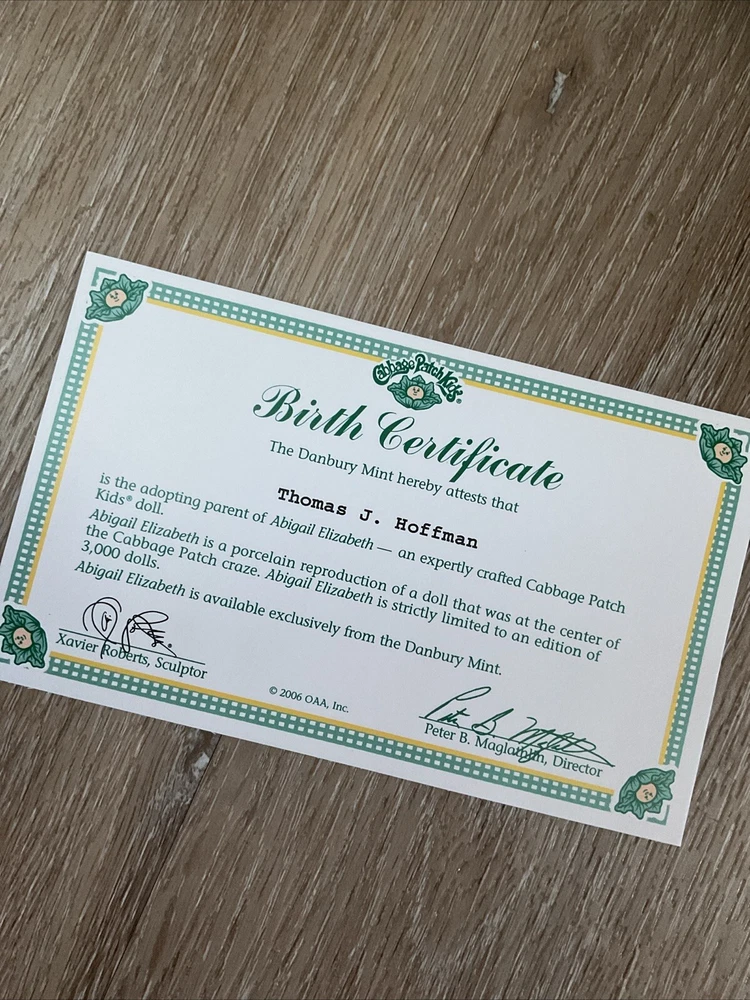 Cabbage Patch Kids®
Birth Certificate
The Danbury Mint hereby attests that
Thomas J. Hoffman
is the adopting parent of Abigail Elizabeth — an expertly crafted Cabbage Patch
Kids® doll.
Abigail Elizabeth is a porcelain reproduction of a doll that was at the center of
the Cabbage Patch craze. Abigail Elizabeth is strictly limited to an edition of
3,000 dolls.
Abigail Elizabeth is available exclusively from the Danbury Mint.
Xavier Roberts, Sculptor
© 2006 OAA, Inc.
Peter B. Maglathlin, Director